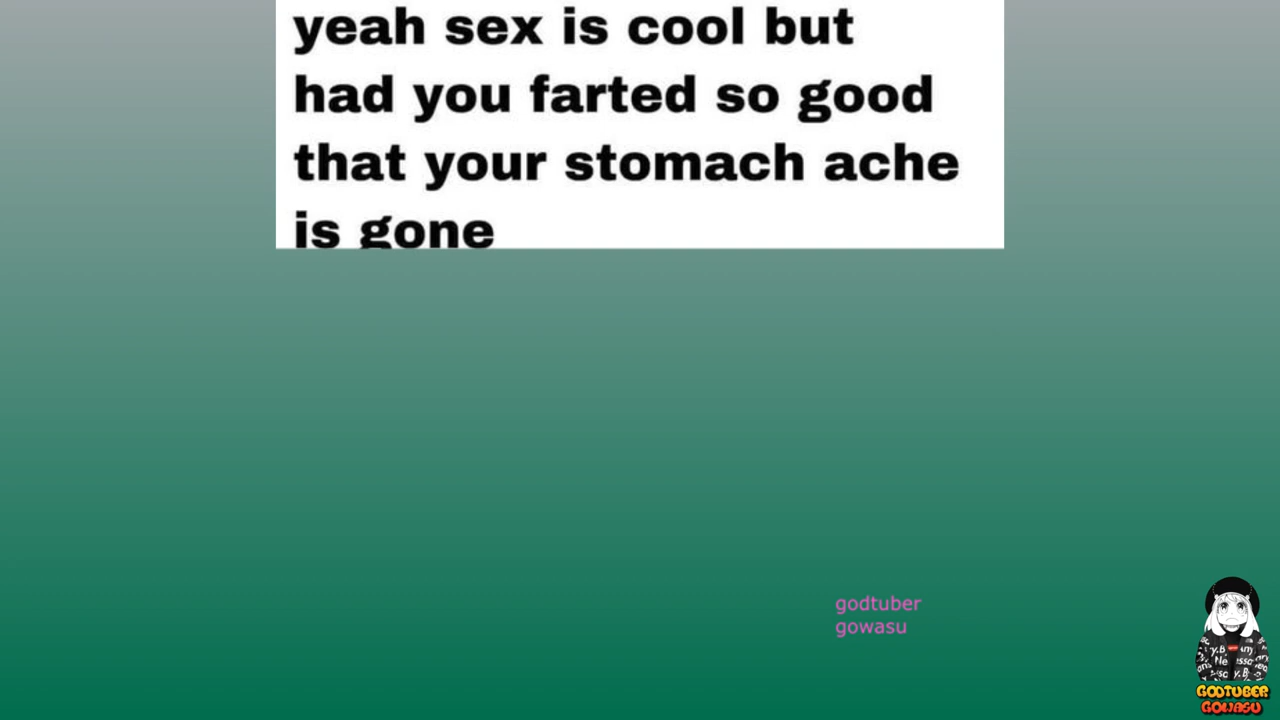 yeah sex is cool but
had you farted so good
that your stomach ache
is gone
godtuber
gowasu
GODTUBER
GOWASU